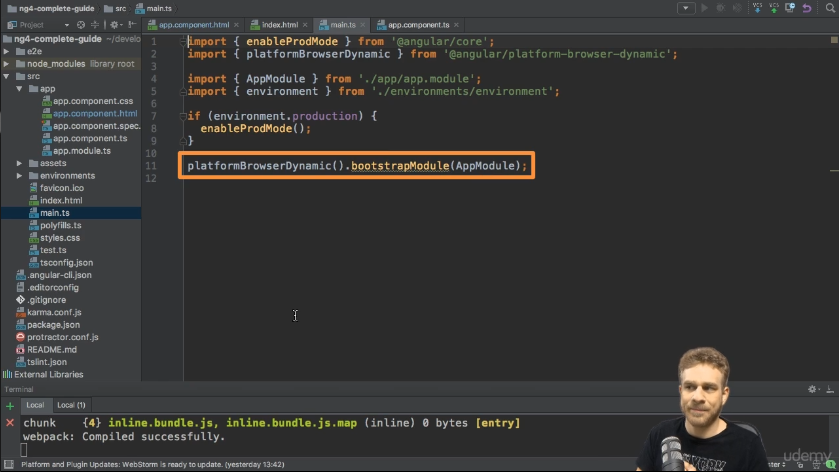 ng4-complete-guide
src
main.ts
Project
app.component.html
index.html
main.ts
app.component.ts
ng4-complete-guide ~/develo
e2e
node_modules library root
src
app
app.component.css
app.component.html
app.component.spec.
app.component.ts
app.module.ts
assets
environments
favicon.ico
index.html
main.ts
polyfills.ts
styles.css
test.ts
tsconfig.json
.angular-cli.json
.editorconfig
.gitignore
karma.conf.js
package.json
protractor.conf.js
README.md
tslint.json
External Libraries
1 import { enableProdMode } from '@angular/core';
2 import { platformBrowserDynamic } from '@angular/platform-browser-dynamic';
3
4 import { AppModule } from './app/app.module';
5 import { environment } from './environments/environment';
6
7 if (environment.production) {
8 enableProdMode();
9 }
10
11 platformBrowserDynamic().bootstrapModule(AppModule);
12
Terminal
Local Local (1)
chunk {4} inline.bundle.js, inline.bundle.js.map (inline) 0 bytes [entry]
webpack: Compiled successfully.
Platform and Plugin Updates: WebStorm is ready to update. (yesterday 13:42)
udemy